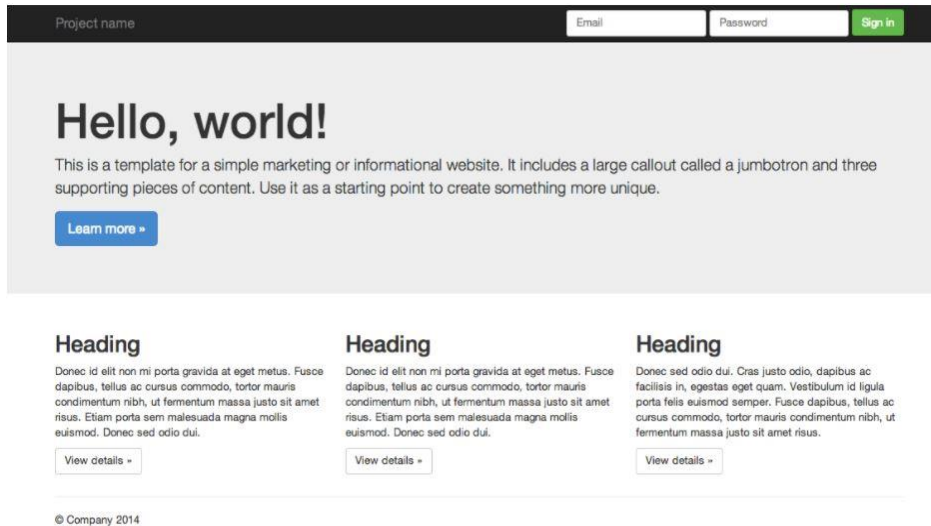 Project name Email Password Sign in
Hello, world!
This is a template for a simple marketing or informational website. It includes a large callout called a jumbotron and three
supporting pieces of content. Use it as a starting point to create something more unique.
Learn more »
Heading
Donec id elit non mi porta gravida at eget metus. Fusce
dapibus, tellus ac cursus commodo, tortor mauris
condimentum nibh, ut fermentum massa justo sit amet
risus. Etiam porta sem malesuada magna mollis
euismod. Donec sed odio dui.
View details »
Heading
Donec id elit non mi porta gravida at eget metus. Fusce
dapibus, tellus ac cursus commodo, tortor mauris
condimentum nibh, ut fermentum massa justo sit amet
risus. Etiam porta sem malesuada magna mollis
euismod. Donec sed odio dui.
View details »
Heading
Donec sed odio dui. Cras justo odio, dapibus ac
facilisis in, egestas eget quam. Vestibulum id ligula
porta felis euismod semper. Fusce dapibus, tellus ac
cursus commodo, tortor mauris condimentum nibh, ut
fermentum massa justo sit amet risus.
View details »
© Company 2014